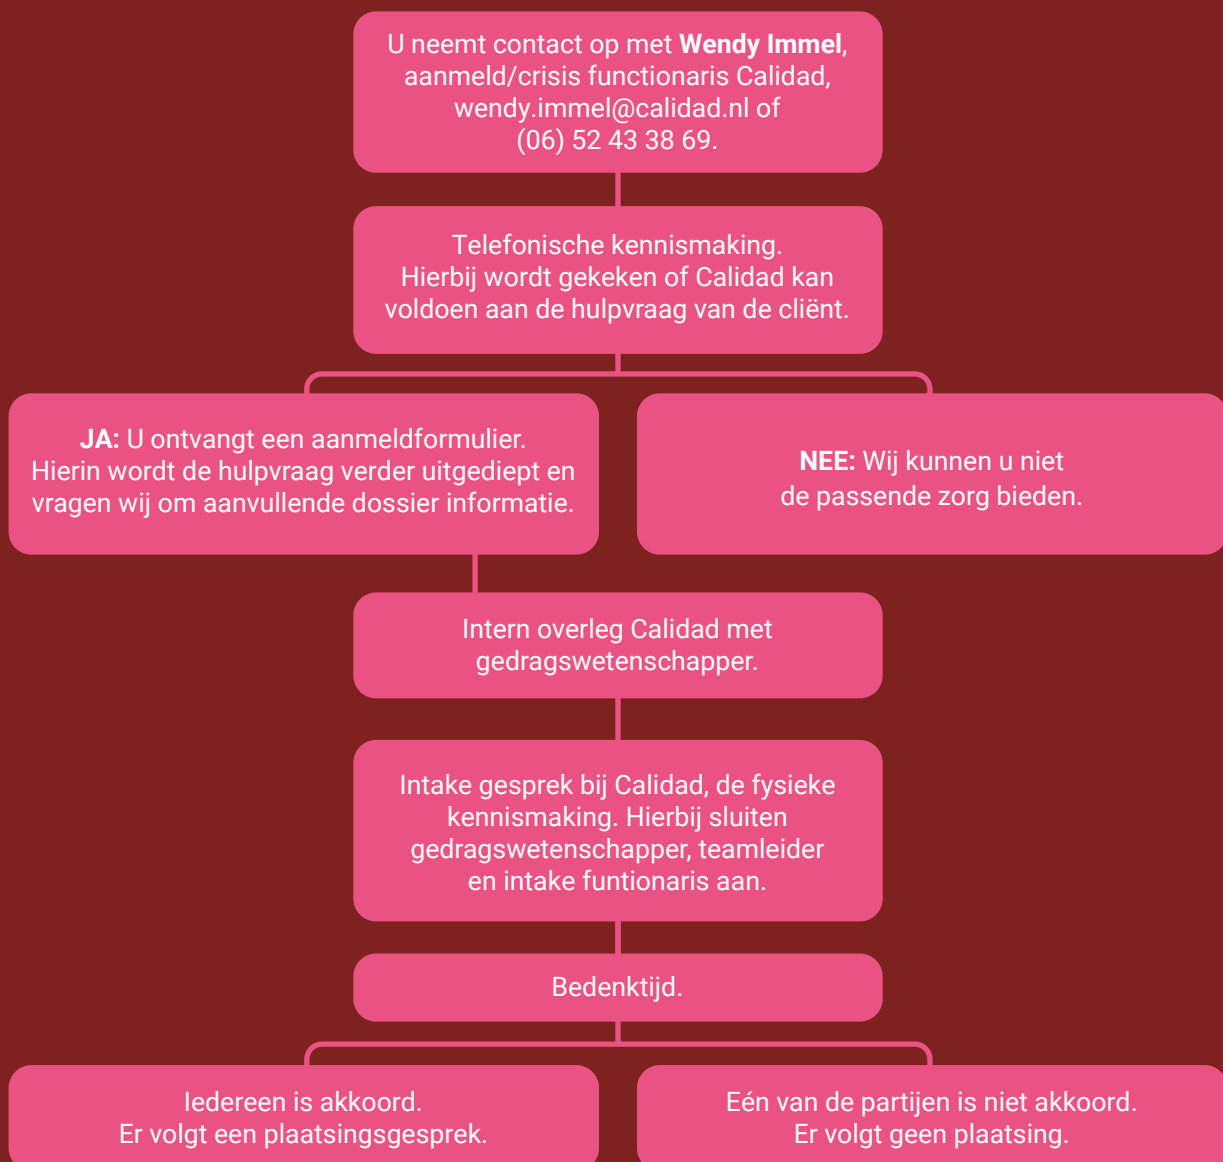 U neemt contact op met Wendy Immel,
aanmeld/crisis functionaris Calidad,
wendy.immel@calidad.nl of
(06) 52 43 38 69.
Telefonische kennismaking.
Hierbij wordt gekeken of Calidad kan
voldoen aan de hulpvraag van de cliënt.
JA: U ontvangt een aanmeldformulier.
Hierin wordt de hulpvraag verder uitgediept en
vragen wij om aanvullende dossier informatie.
NEE: Wij kunnen u niet
de passende zorg bieden.
Intern overleg Calidad met
gedragswetenschapper.
Intake gesprek bij Calidad, de fysieke
kennismaking. Hierbij sluiten
gedragswetenschapper, teamleider
en intake funtionaris aan.
Bedenktijd.
Iedereen is akkoord.
Er volgt een plaatsingsgesprek.
Eén van de partijen is niet akkoord.
Er volgt geen plaatsing.